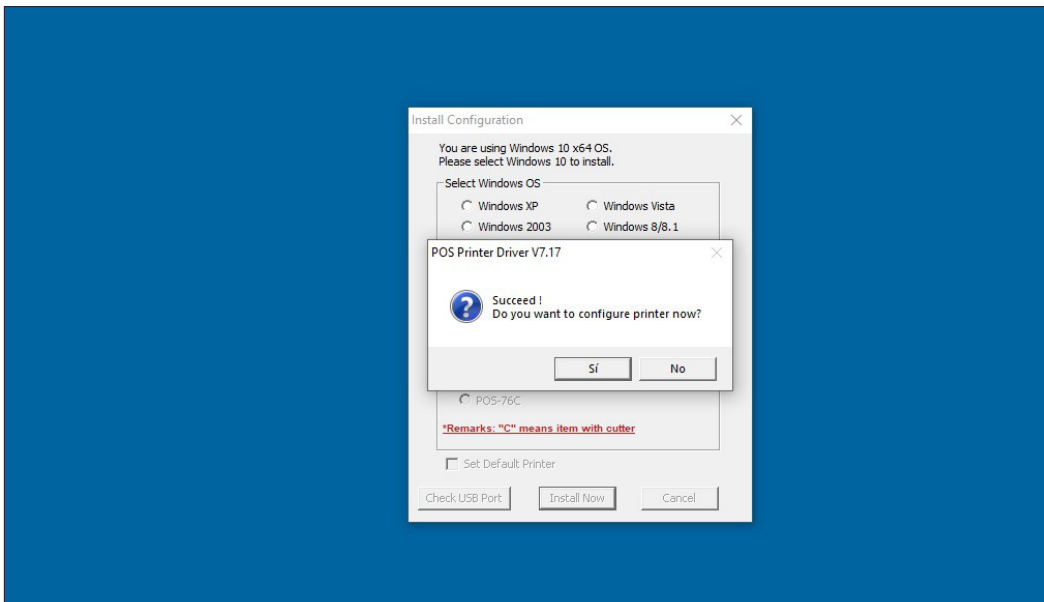 Install Configuration
You are using Windows 10 x64 OS.
Please select Windows 10 to install.
Select Windows OS
Windows XP
Windows Vista
Windows 2003
Windows 8/8.1
POS Printer Driver V7.17
Succeed !
Do you want to configure printer now?
Sí
No
POS-76C
*Remarks: "C" means item with cutter
Set Default Printer
Check USB Port
Install Now
Cancel